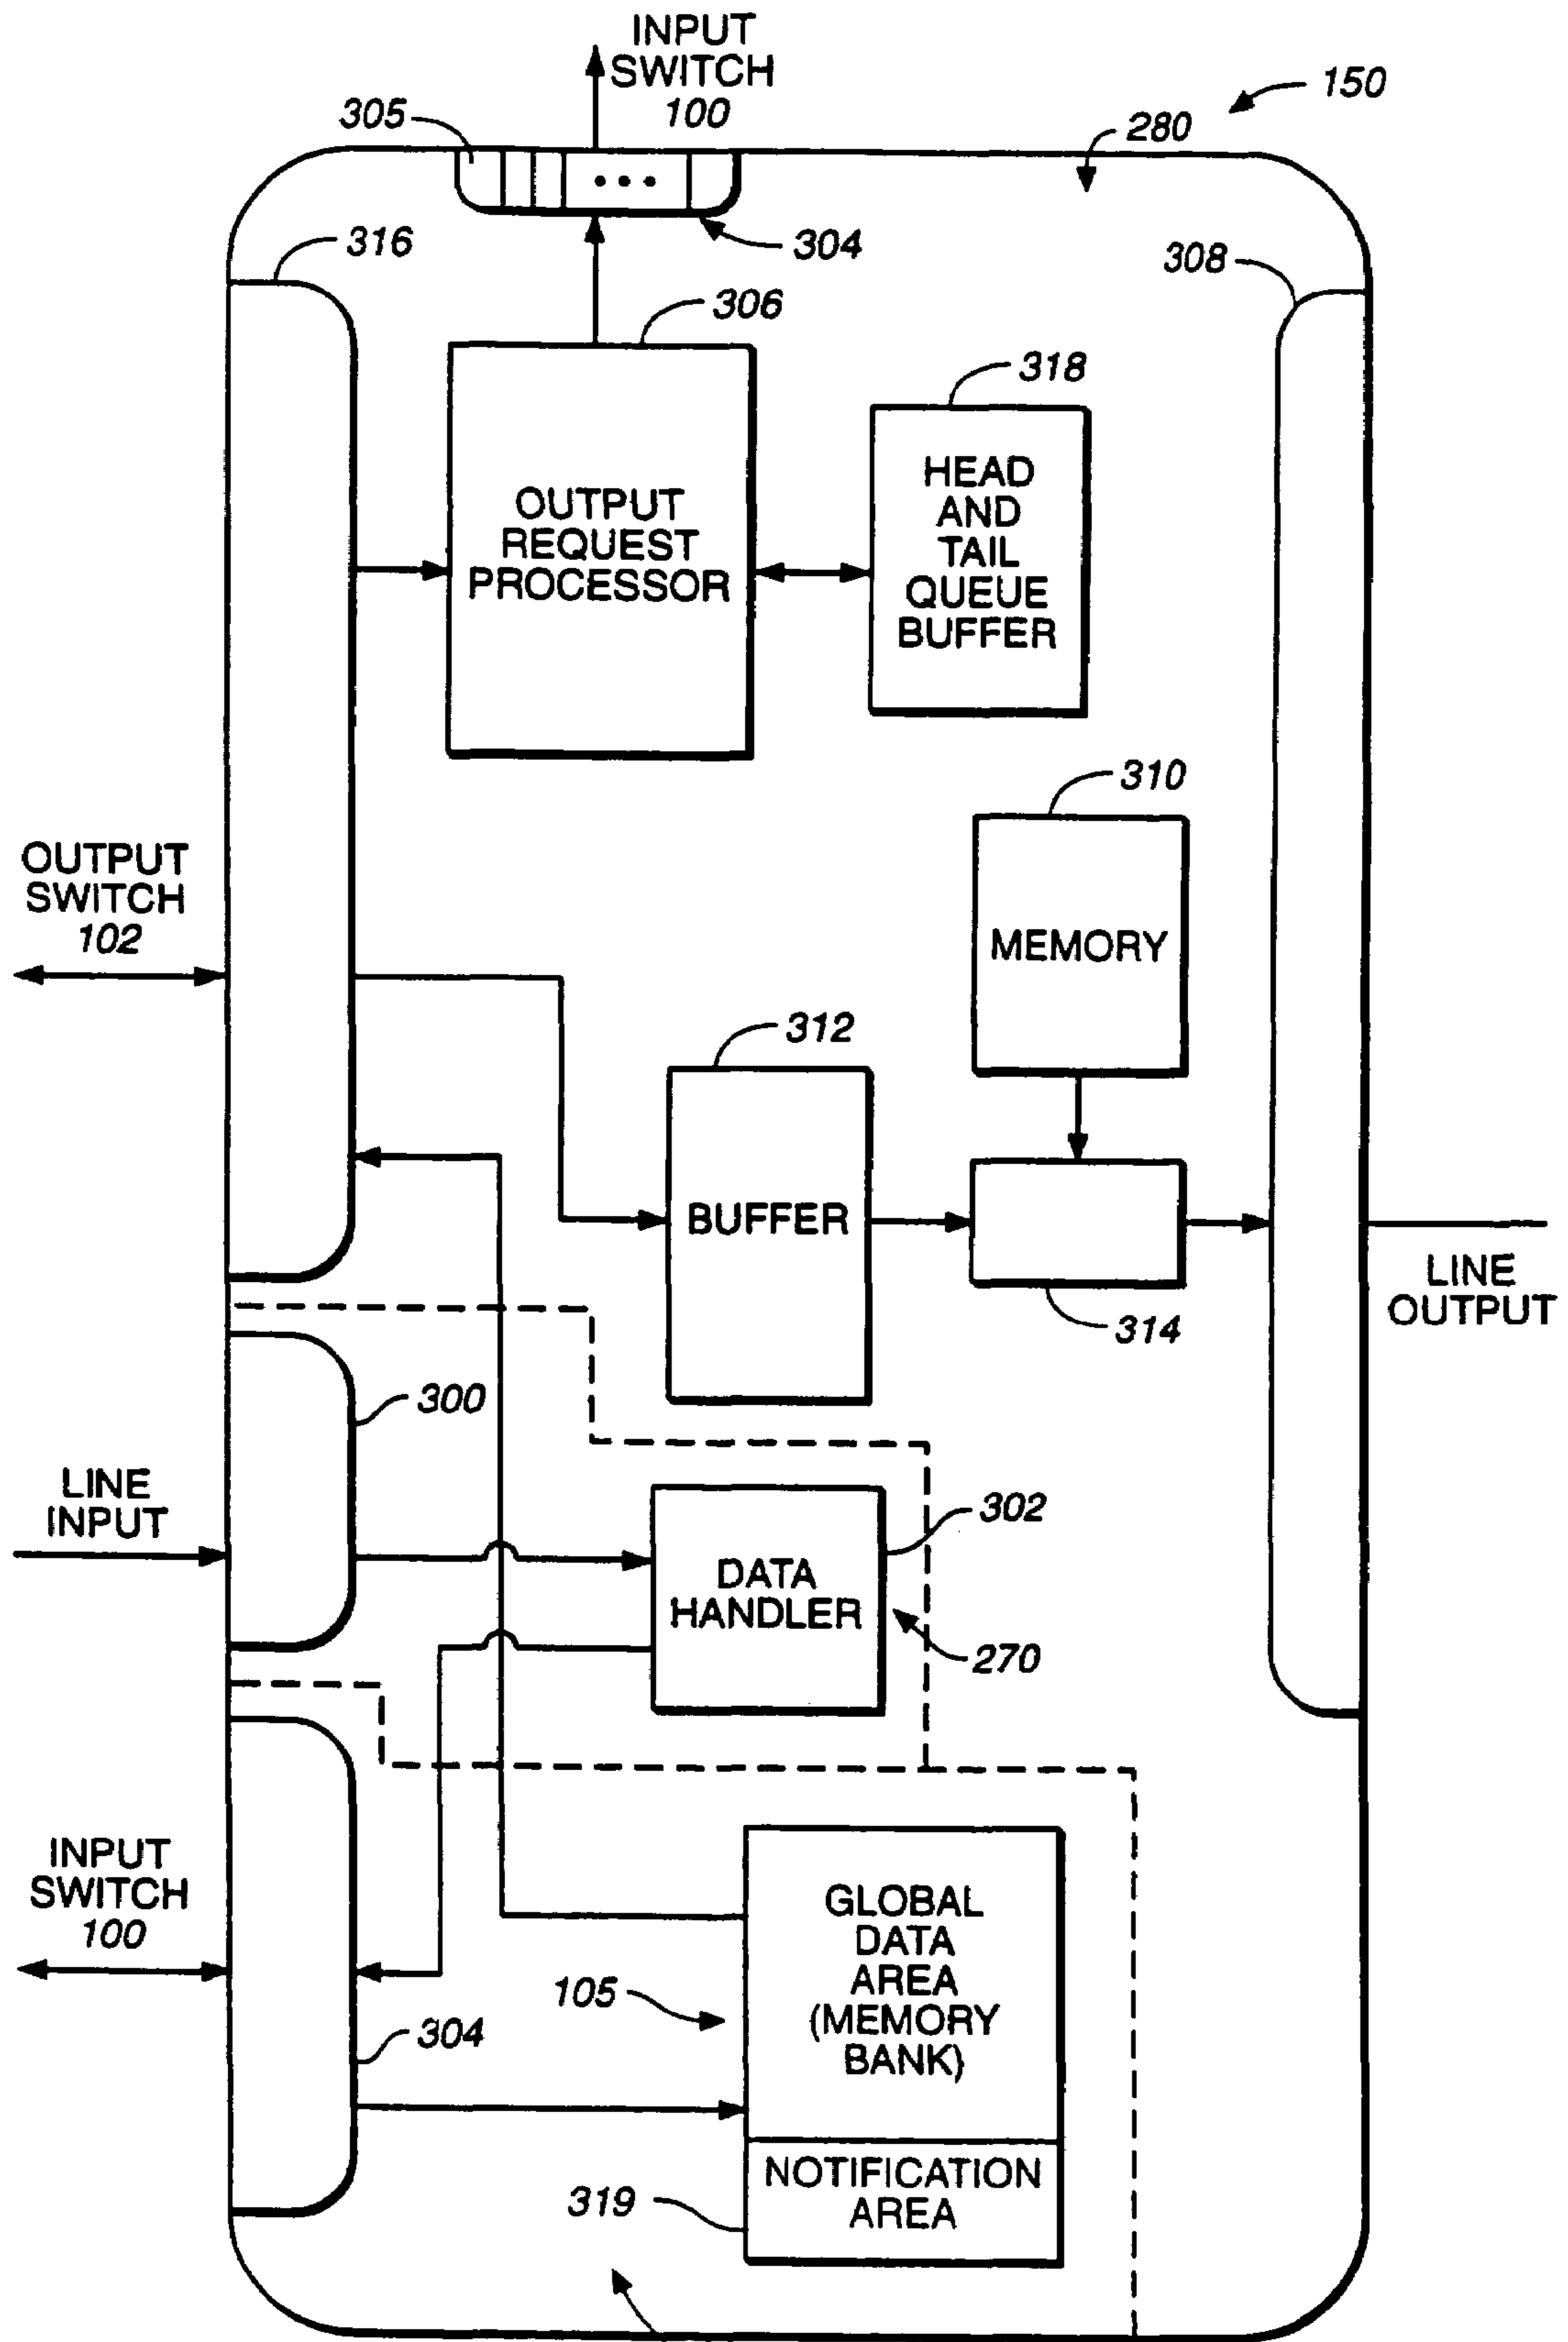 INPUT
SWITCH
100
150
305
280
304
316
308
306
318
OUTPUT
REQUEST
PROCESSOR
HEAD
AND
TAIL
QUEUE
BUFFER
310
OUTPUT
SWITCH
102
MEMORY
312
BUFFER
LINE
OUTPUT
314
300
LINE
INPUT
302
DATA
HANDLER
270
INPUT
SWITCH
100
GLOBAL
DATA
AREA
(MEMORY
BANK)
105
304
NOTIFICATION
AREA
319